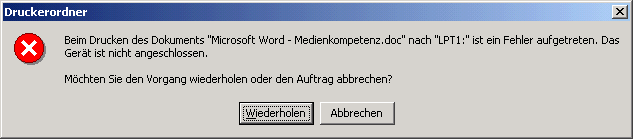 Druckerordner
Beim Drucken des Dokuments "Microsoft Word - Medienkompetenz.doc" nach "LPT1:" ist ein Fehler aufgetreten. Das
Gerät ist nicht angeschlossen.
Möchten Sie den Vorgang wiederholen oder den Auftrag abbrechen?
Wiederholen Abbrechen